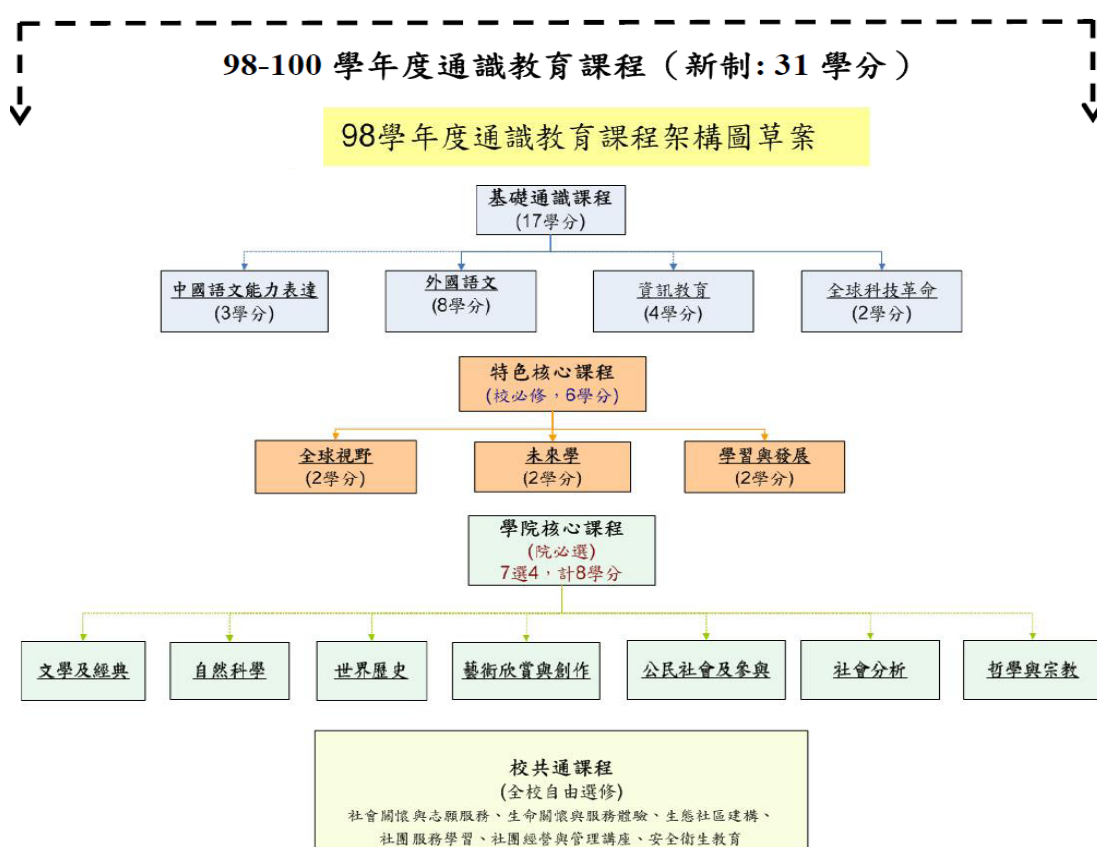 98-100 學年度通識教育課程（新制: 31 學分）
98學年度通識教育課程架構圖草案
基礎通識課程
(17學分)
中國語文能力表達
(3學分)
外國語文
(8學分)
資訊教育
(4學分)
全球科技革命
(2學分)
特色核心課程
(校必修，6學分)
全球視野
(2學分)
未來學
(2學分)
學習與發展
(2學分)
學院核心課程
(院必選)
7選4，計8學分
文學及經典
自然科學
世界歷史
藝術欣賞與創作
公民社會及參與
社會分析
哲學與宗教
校共通課程
(全校自由選修)
社會關懷與志願服務、生命關懷與服務體驗、生態社區建構、
社團服務學習、社團經營與管理講座、安全衛生教育